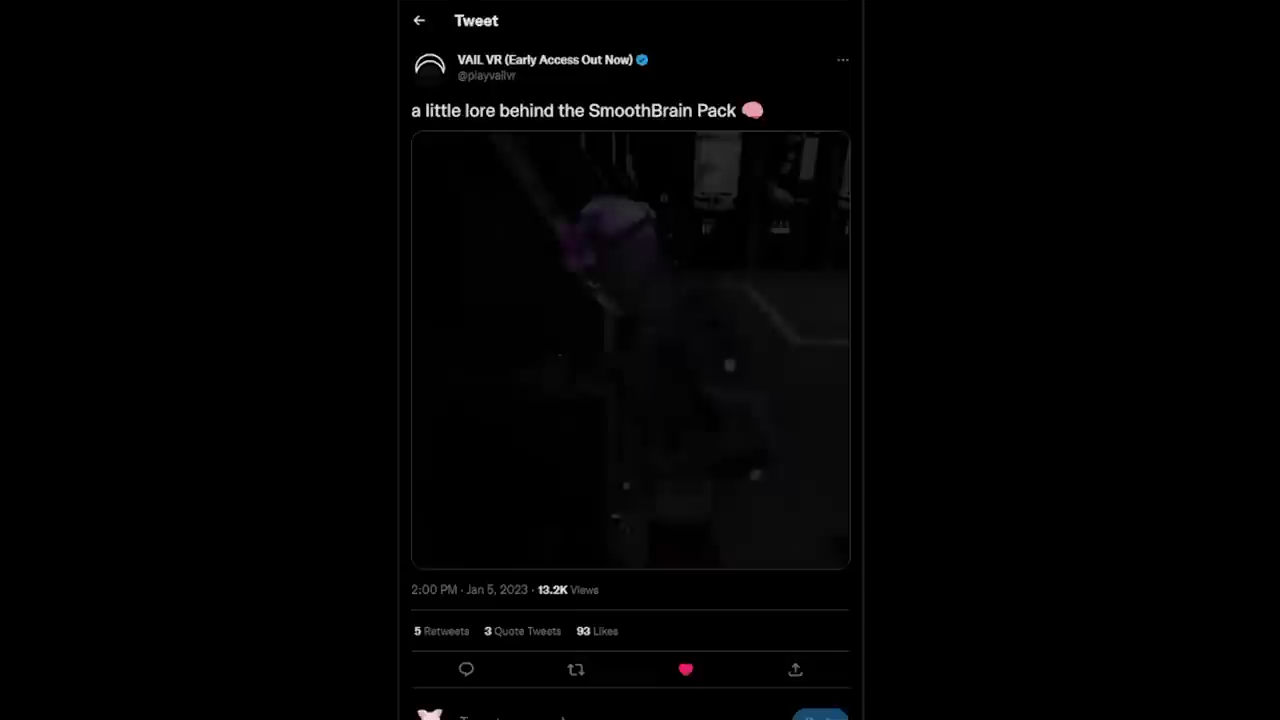 Tweet
VAIL VR (Early Access Out Now)
@playvailvr
a little lore behind the SmoothBrain Pack 🧠
2:00 PM · Jan 5, 2023 · 13.2K Views
5 Retweets 3 Quote Tweets 93 Likes